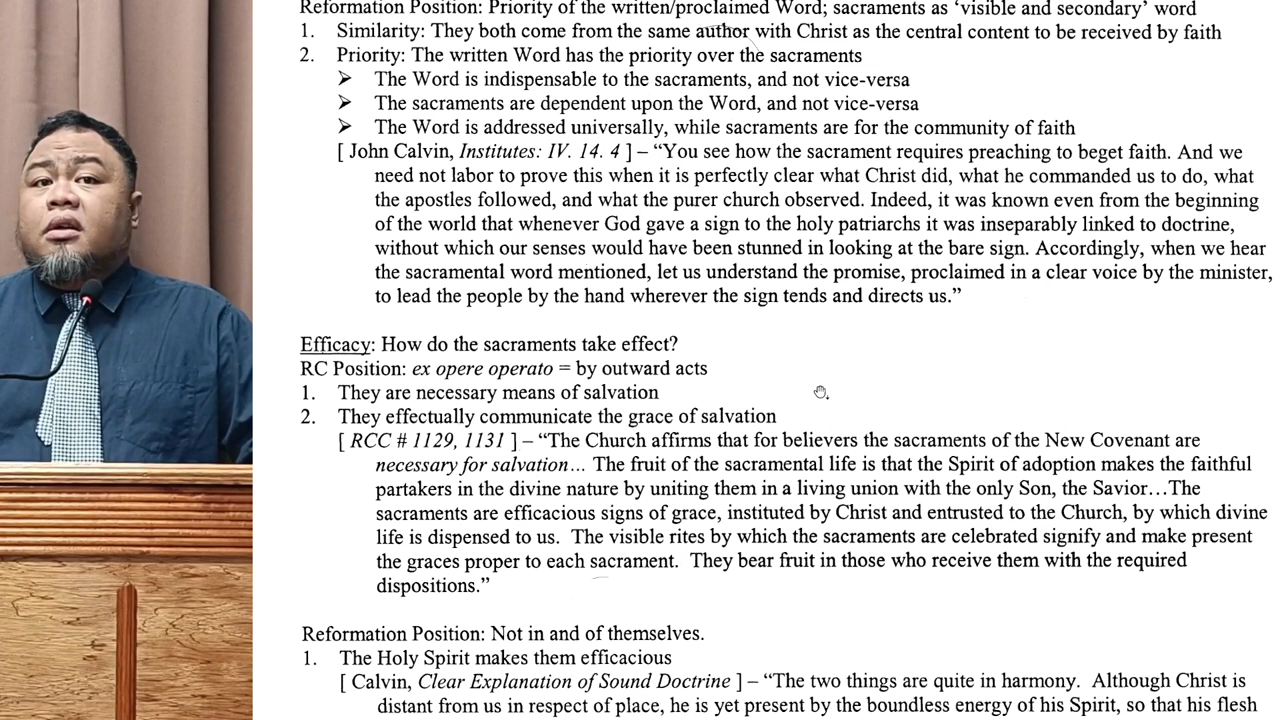 Reformation Position: Priority of the written/proclaimed Word; sacraments as ‘visible and secondary’ word
1. Similarity: They both come from the same author with Christ as the central content to be received by faith
2. Priority: The written Word has the priority over the sacraments
➢ The Word is indispensable to the sacraments, and not vice-versa
➢ The sacraments are dependent upon the Word, and not vice-versa
➢ The Word is addressed universally, while sacraments are for the community of faith
[ John Calvin, Institutes: IV. 14. 4 ] – “You see how the sacrament requires preaching to beget faith. And we
need not labor to prove this when it is perfectly clear what Christ did, what he commanded us to do, what
the apostles followed, and what the purer church observed. Indeed, it was known even from the beginning
of the world that whenever God gave a sign to the holy patriarchs it was inseparably linked to doctrine,
without which our senses would have been stunned in looking at the bare sign. Accordingly, when we hear
the sacramental word mentioned, let us understand the promise, proclaimed in a clear voice by the minister,
to lead the people by the hand wherever the sign tends and directs us.”
Efficacy: How do the sacraments take effect?
RC Position: ex opere operato = by outward acts
1. They are necessary means of salvation
2. They effectually communicate the grace of salvation
[ RCC # 1129, 1131 ] – “The Church affirms that for believers the sacraments of the New Covenant are
necessary for salvation… The fruit of the sacramental life is that the Spirit of adoption makes the faithful
partakers in the divine nature by uniting them in a living union with the only Son, the Savior…The
sacraments are efficacious signs of grace, instituted by Christ and entrusted to the Church, by which divine
life is dispensed to us. The visible rites by which the sacraments are celebrated signify and make present
the graces proper to each sacrament. They bear fruit in those who receive them with the required
dispositions.”
Reformation Position: Not in and of themselves.
1. The Holy Spirit makes them efficacious
[ Calvin, Clear Explanation of Sound Doctrine ] – “The two things are quite in harmony. Although Christ is
distant from us in respect of place, he is yet present by the boundless energy of his Spirit, so that his flesh